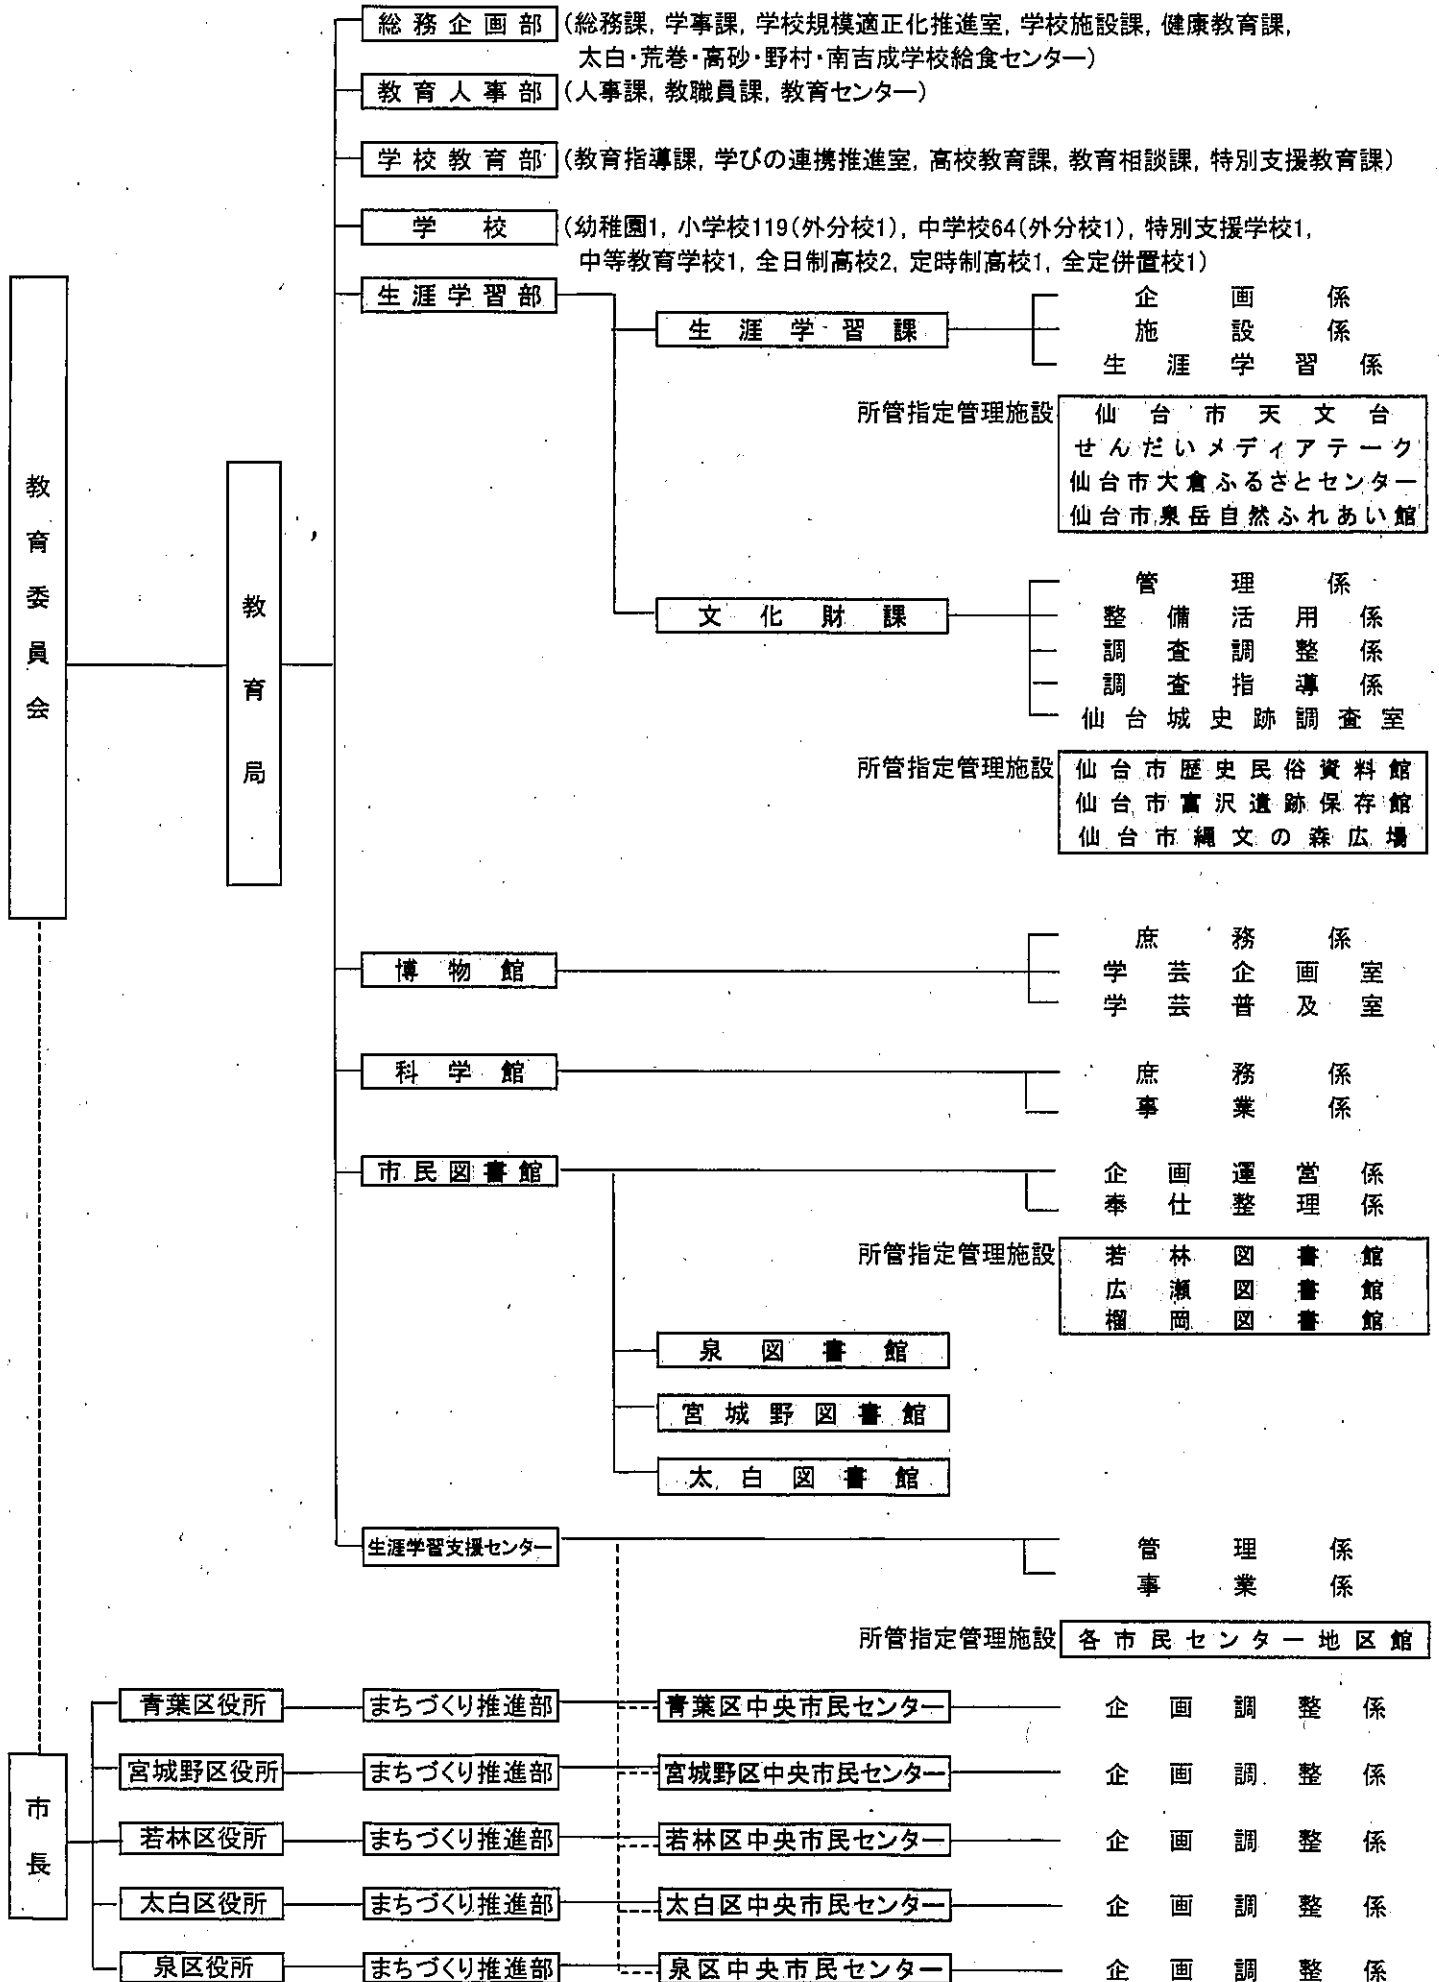 総務企画部 (総務課, 学事課, 学校規模適正化推進室, 学校施設課, 健康教育課,
太白・荒巻・高砂・野村・南吉成学校給食センター)
教育人事部 (人事課, 教職員課, 教育センター)
学校教育部 (教育指導課, 学びの連携推進室, 高校教育課, 教育相談課, 特別支援教育課)
学校 (幼稚園1, 小学校119(外分校1), 中学校64(外分校1), 特別支援学校1,
中等教育学校1, 全日制高校2, 定時制高校1, 全定併置校1)
教育委員会
教育局
生涯学習部
生涯学習課
企画係
施設係
生涯学習係
所管指定管理施設
仙台市天文台
せんだいメディアテーク
仙台市大倉ふるさとセンター
仙台市泉岳自然ふれあい館
文化財課
管理係
整備活用係
調査調整係
調査指導係
仙台城史跡調査室
所管指定管理施設
仙台市歴史民俗資料館
仙台市富沢遺跡保存館
仙台市縄文の森広場
博物館
庶務係
学芸企画室
学芸普及室
科学館
庶務係
事業係
市民図書館
企画運営係
奉仕整理係
所管指定管理施設
若林図書館
広瀬図書館
榴岡図書館
泉図書館
宮城野図書館
太白図書館
生涯学習支援センター
管理係
事業係
所管指定管理施設 各市民センター地区館
市長
青葉区役所 まちづくり推進部 青葉区中央市民センター 企画調整係
宮城野区役所 まちづくり推進部 宮城野区中央市民センター 企画調整係
若林区役所 まちづくり推進部 若林区中央市民センター 企画調整係
太白区役所 まちづくり推進部 太白区中央市民センター 企画調整係
泉区役所 まちづくり推進部 泉区中央市民センター 企画調整係